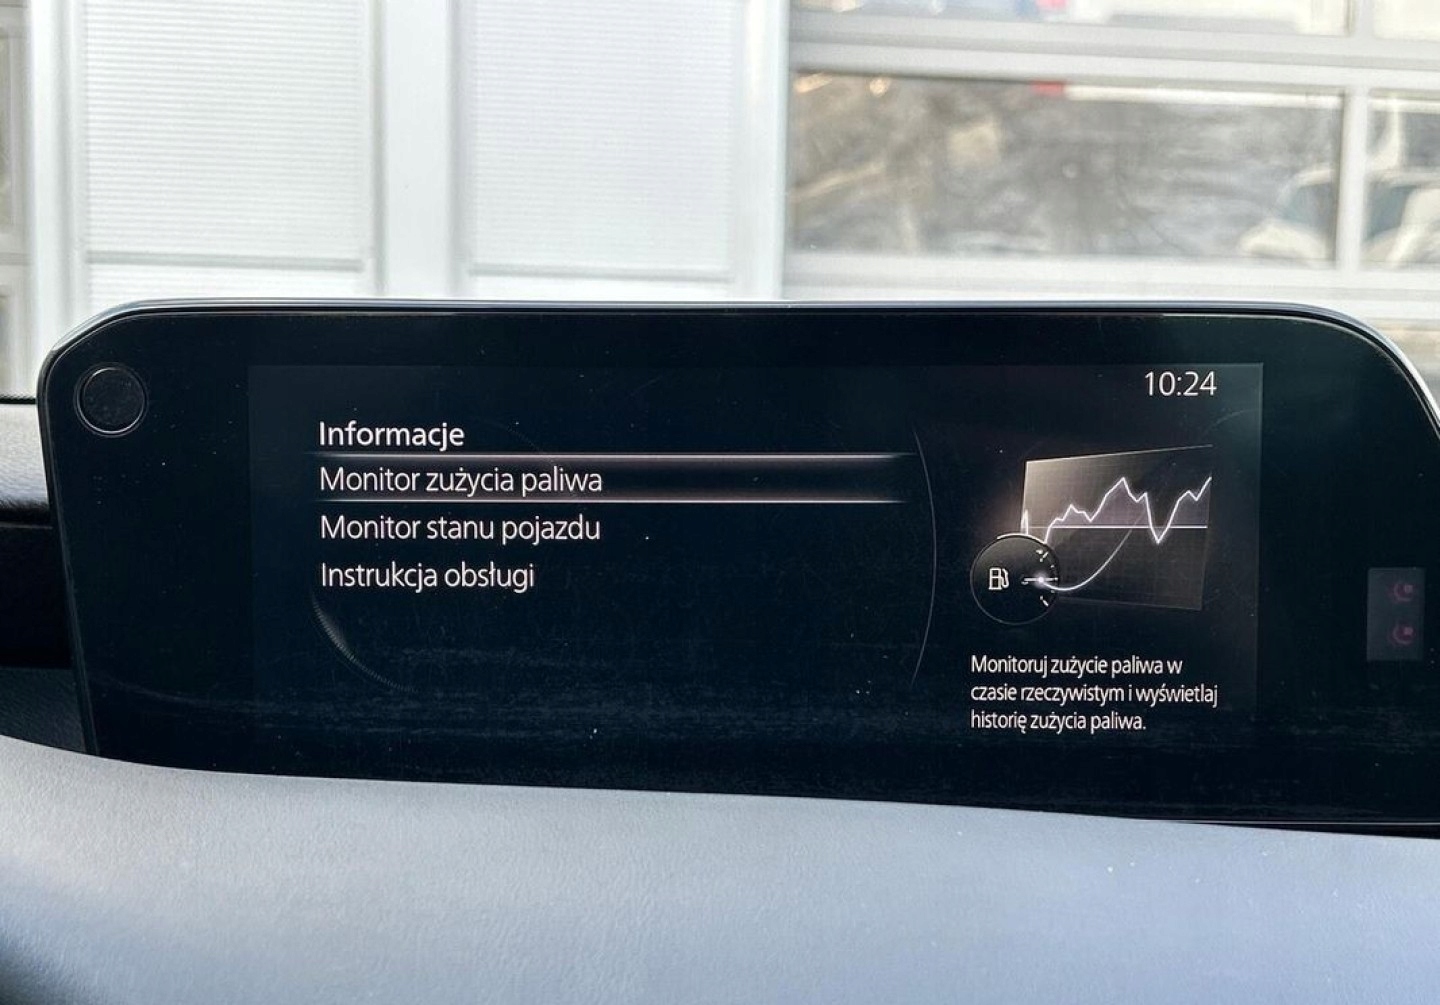 10:24
Informacje
Monitor zużycia paliwa
Monitor stanu pojazdu
Instrukcja obsługi
Monitoruj zużycie paliwa w
czasie rzeczywistym i wyświetlaj
historię zużycia paliwa.